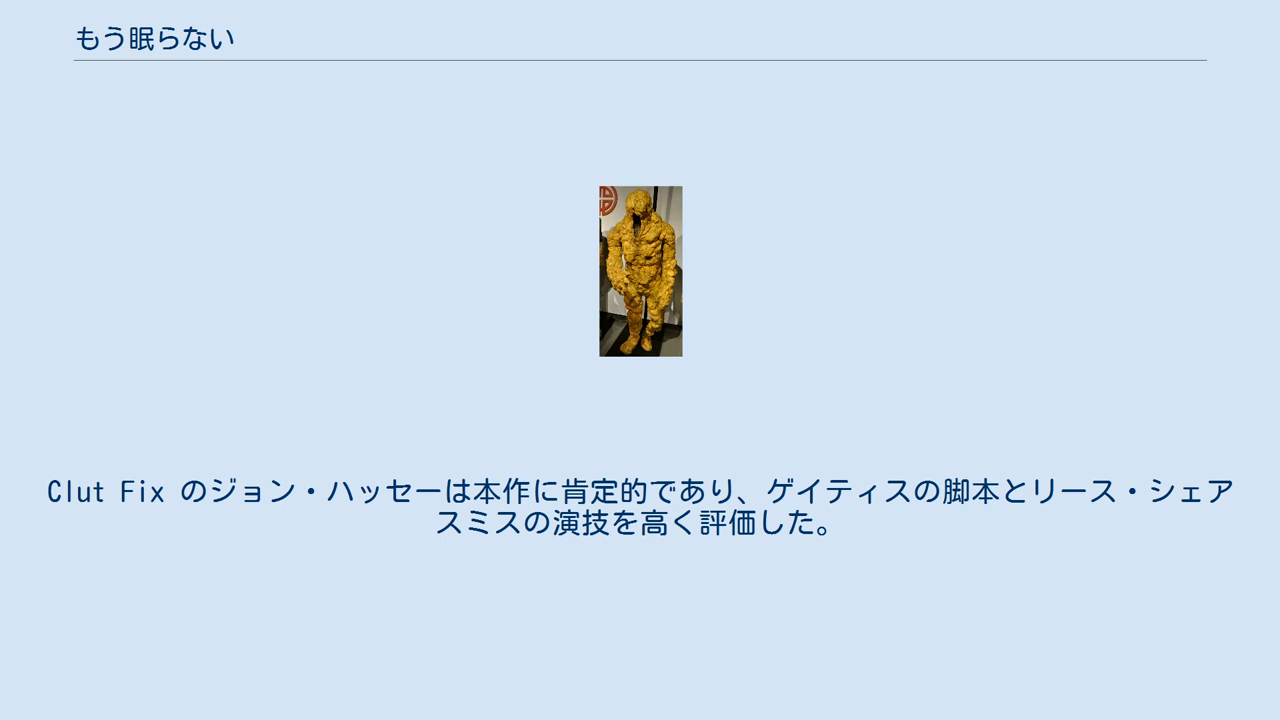 もう眠らない
Clut Fix のジョン・ハッセーは本作に肯定的であり、ゲイティスの脚本とリース・シェア
スミスの演技を高く評価した。